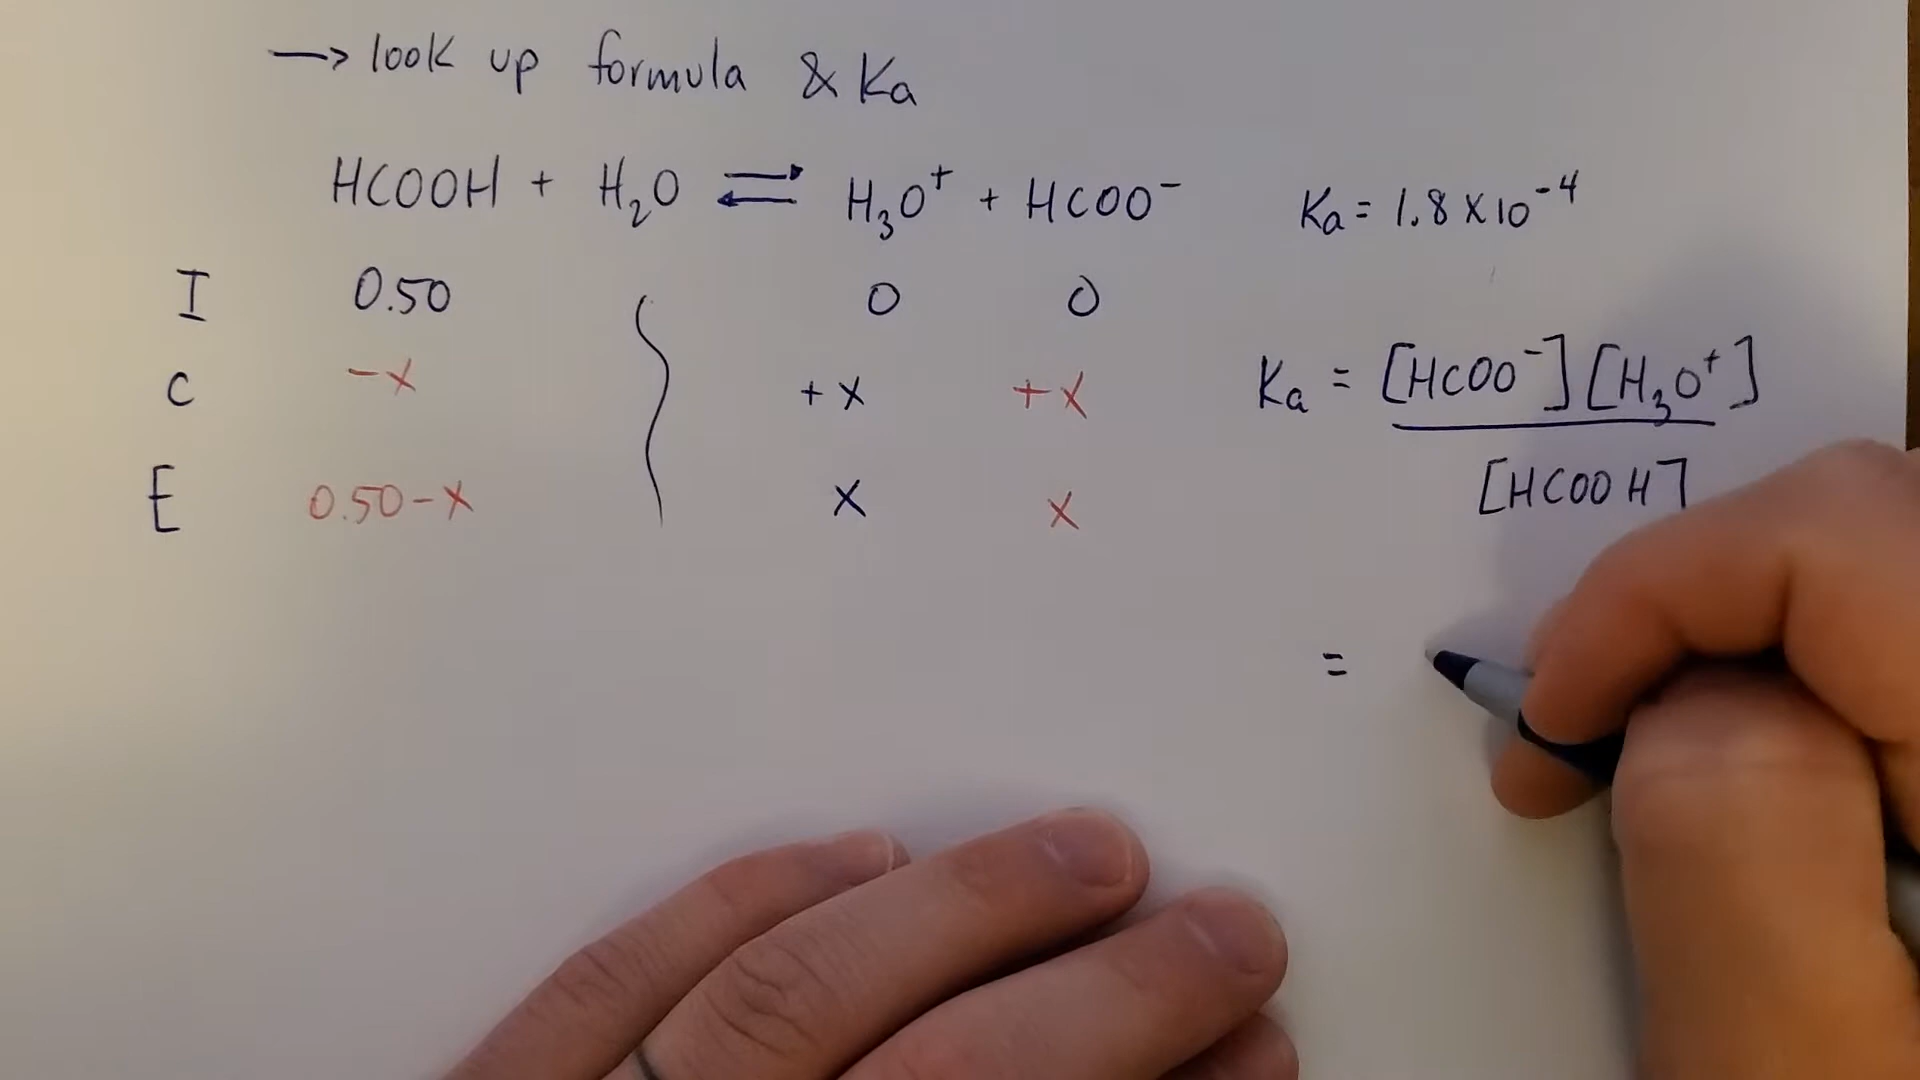 → look up formula & Ka
HCOOH + H₂O ⇌ H₃O⁺ + HCOO⁻ Ka = 1.8 x 10⁻⁴
I 0.50 0 0
C -x +x +x
Ka = [HCOO⁻][H₃O⁺]
[HCOOH]
E 0.50-x x x
=